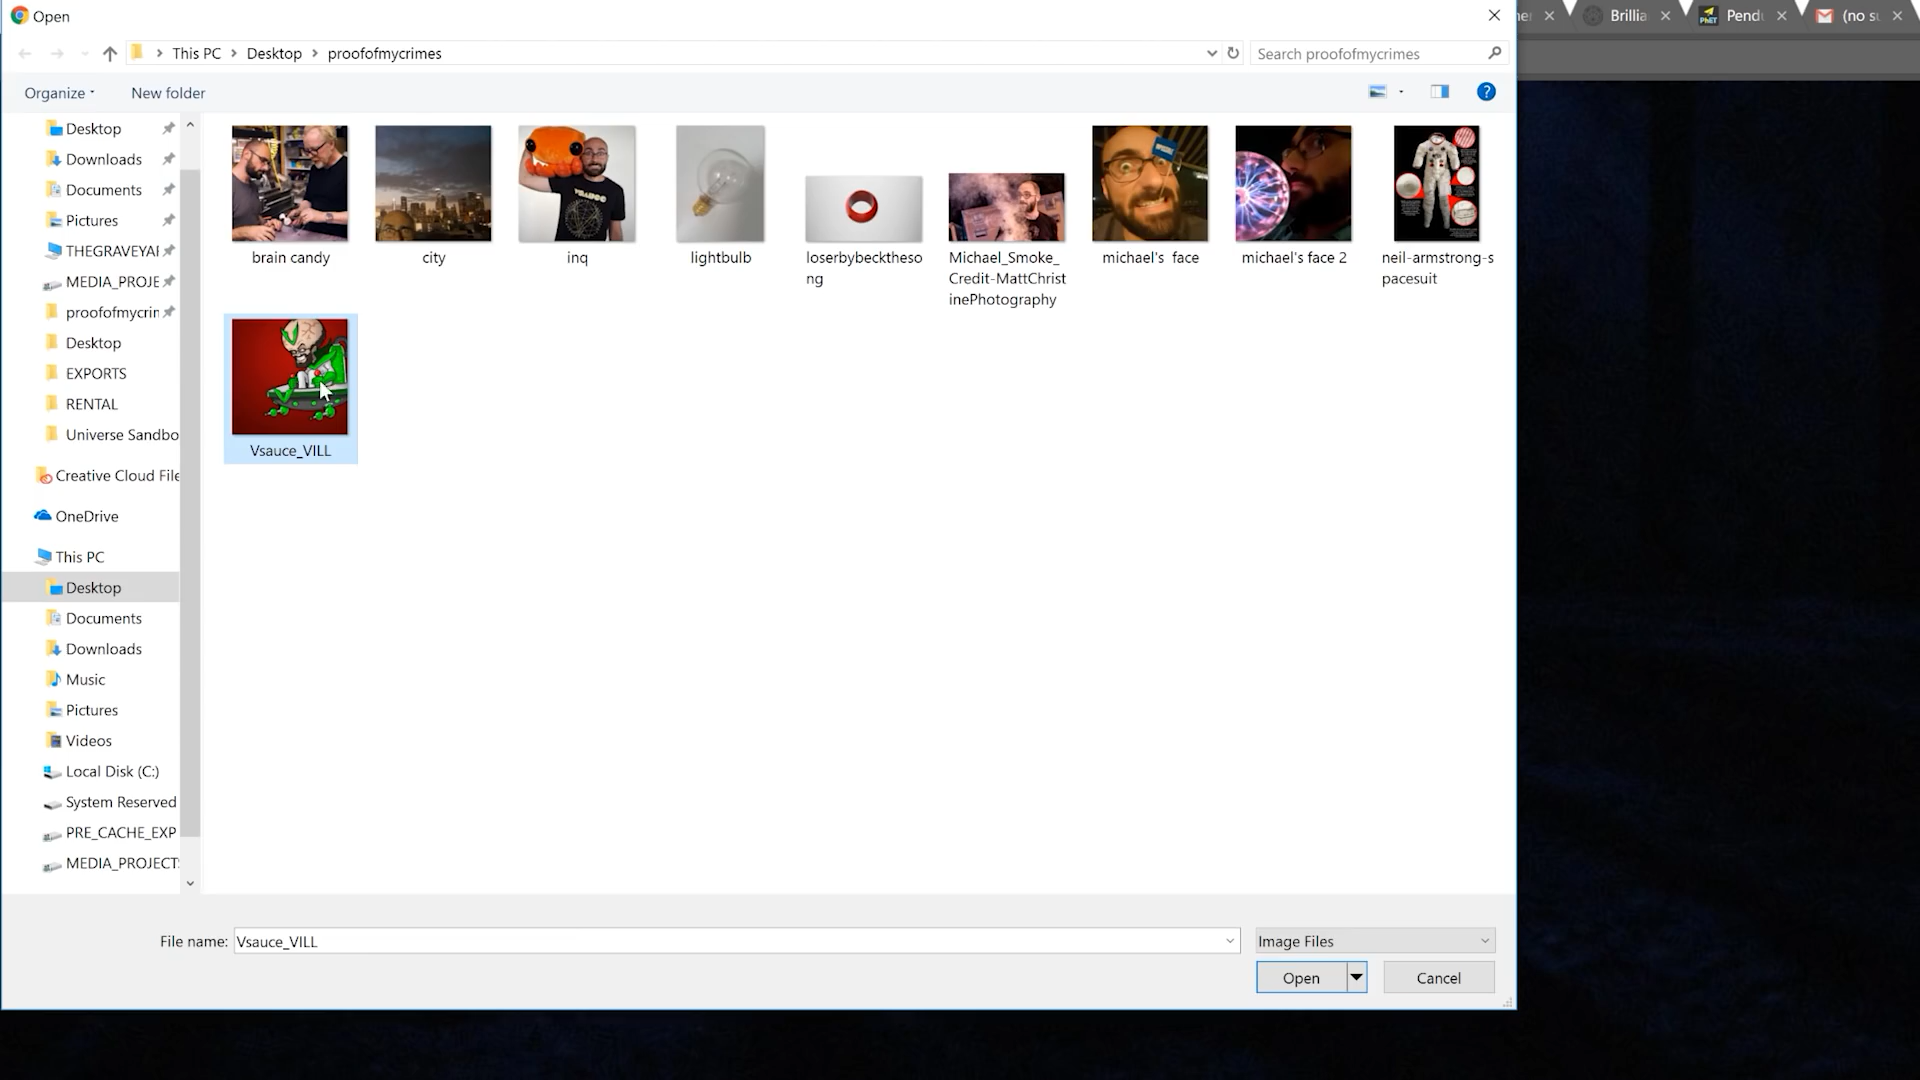 Open
Brillia
Pend
(no su
This PC
Desktop
proofofmycrimes
Search proofofmycrimes
Organize
New folder
?
Desktop
Downloads
Documents
Pictures
THEGRAVEYAR
MEDIA_PROJE
proofofmycrin
Desktop
EXPORTS
RENTAL
Universe Sandbo
Creative Cloud File
OneDrive
This PC
Desktop
Documents
Downloads
Music
Pictures
Videos
Local Disk (C:)
System Reserved
PRE_CACHE_EXP
MEDIA_PROJECT
brain candy
city
inq
lightbulb
loserbybecktheso
ng
Michael_Smoke_
Credit-MattChrist
inePhotography
michael's  face
michael's face 2
neil-armstrong-s
pacesuit
Vsauce_VILL
File name:
Vsauce_VILL
Image Files
Open
Cancel